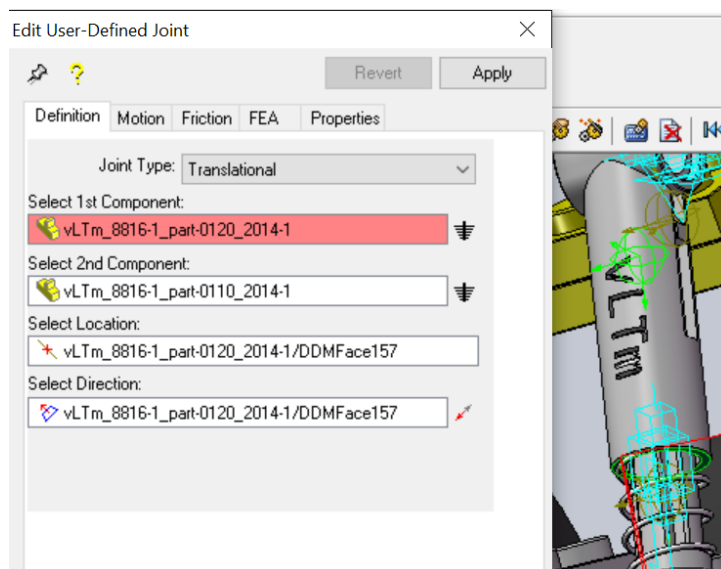 Edit User-Defined Joint
Revert
Apply
Definition
Motion
Friction
FEA
Properties
Joint Type:
Translational
Select 1st Component:
vLTm_8816-1_part-0120_2014-1
Select 2nd Component:
vLTm_8816-1_part-0110_2014-1
Select Location:
vLTm_8816-1_part-0120_2014-1/DDMFace157
Select Direction:
vLTm_8816-1_part-0120_2014-1/DDMFace157
vLTm